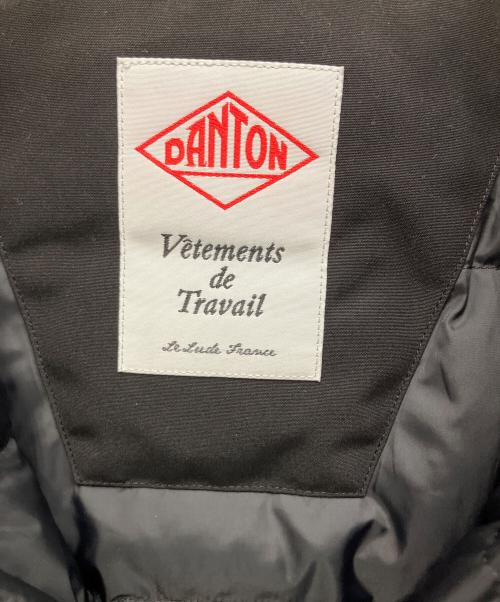 DANTON
Vêtements
de
Travail
Le Lude France